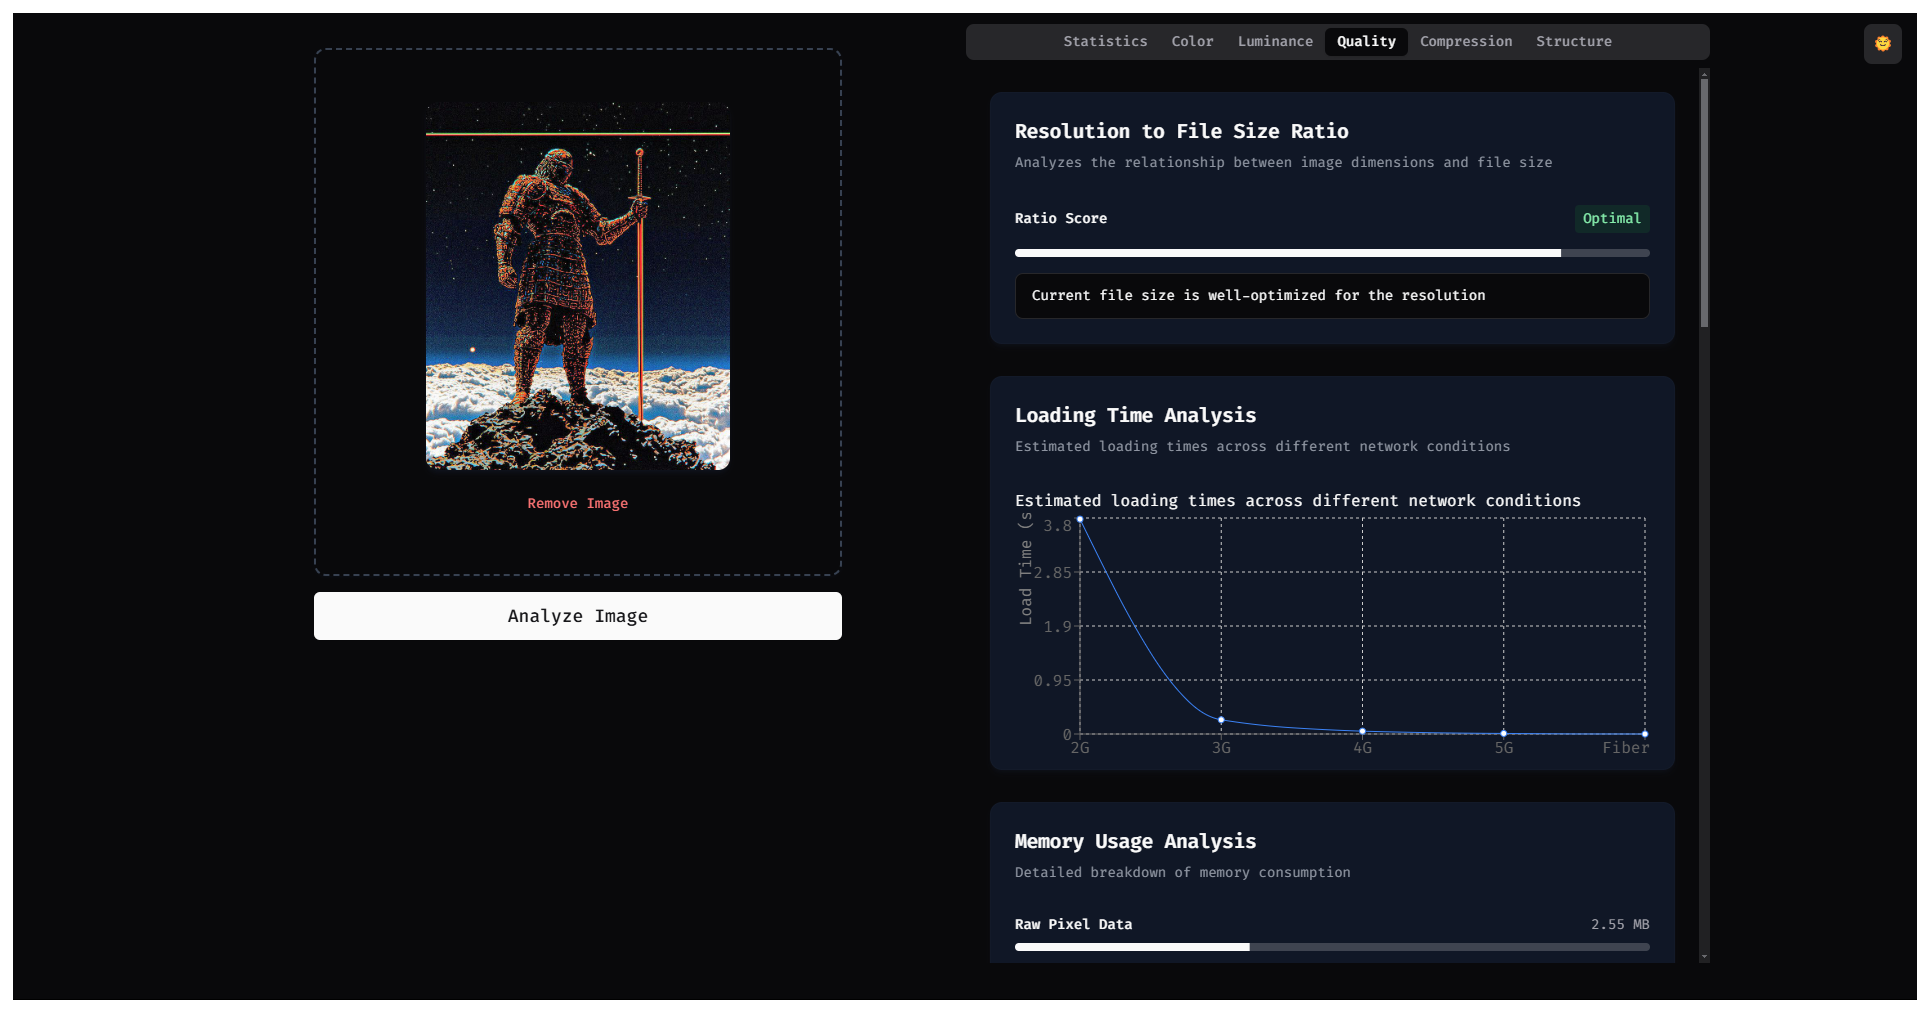 Statistics Color Luminance Quality Compression Structure
Remove Image
Analyze Image
Resolution to File Size Ratio
Analyzes the relationship between image dimensions and file size
Ratio Score Optimal
Current file size is well-optimized for the resolution
Loading Time Analysis
Estimated loading times across different network conditions
Estimated loading times across different network conditions
Load Time (s
3.8
2.85
1.9
0.95
0
2G 3G 4G 5G Fiber
Memory Usage Analysis
Detailed breakdown of memory consumption
Raw Pixel Data 2.55 MB